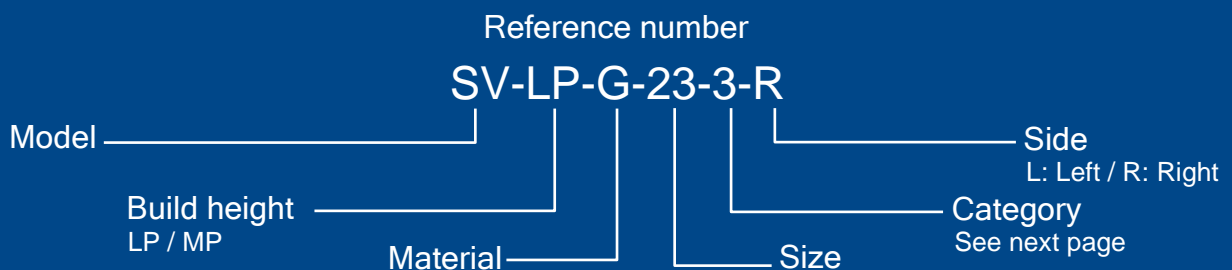 Reference number
SV-LP-G-23-3-R
Model
Side
L: Left / R: Right
Build height
LP / MP
Category
See next page
Material
Size